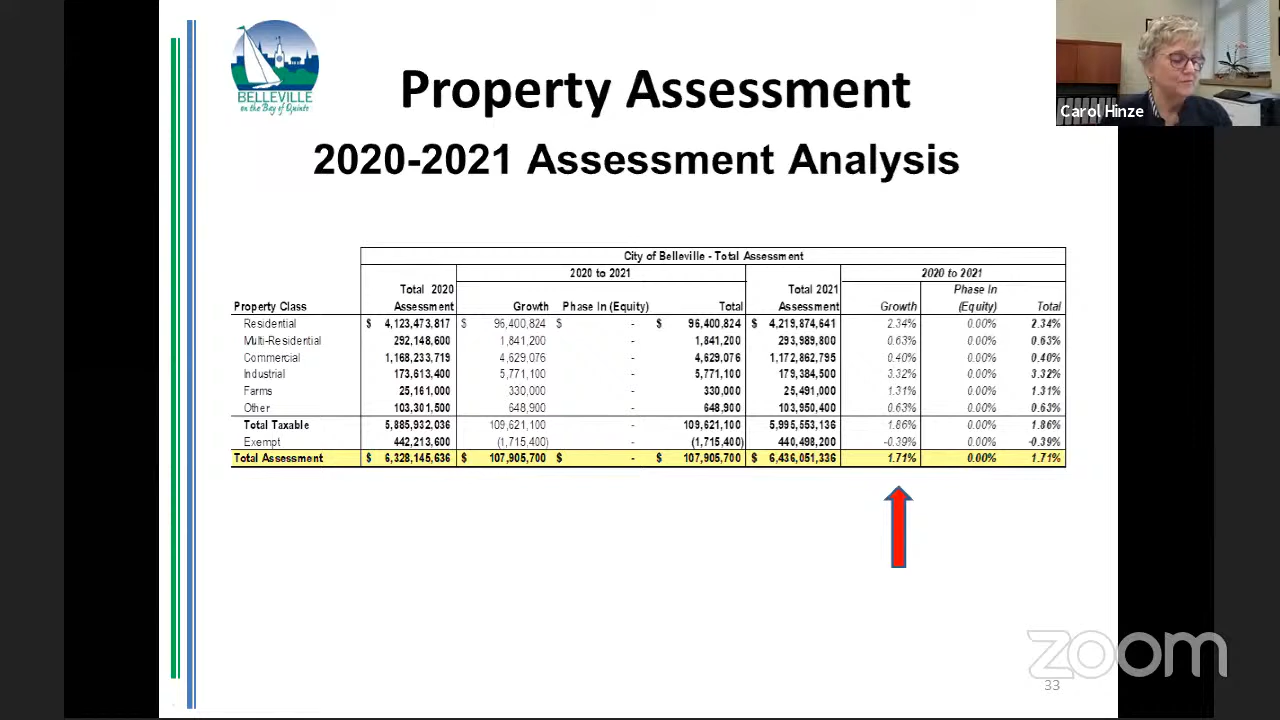 BELLEVILLE
on the Bay of Quinte
Property Assessment
Carol Hinze
2020-2021 Assessment Analysis
City of Belleville - Total Assessment
2020 to 2021 2020 to 2021
Total 2020 Total 2021 Phase In
Property Class Assessment Growth Phase In (Equity) Total Assessment Growth (Equity) Total
Residential $ 4,123,473,817 $ 96,400,824 $ - $ 96,400,824 $ 4,219,874,641 2.34% 0.00% 2.34%
Multi-Residential 292,148,600 1,841,200 - 1,841,200 293,989,800 0.63% 0.00% 0.63%
Commercial 1,168,233,719 4,629,076 - 4,629,076 1,172,862,795 0.40% 0.00% 0.40%
Industrial 173,613,400 5,771,100 - 5,771,100 179,384,500 3.32% 0.00% 3.32%
Farms 25,161,000 330,000 - 330,000 25,491,000 1.31% 0.00% 1.31%
Other 103,301,500 648,900 - 648,900 103,950,400 0.63% 0.00% 0.63%
Total Taxable 5,885,932,036 109,621,100 - 109,621,100 5,995,553,136 1.86% 0.00% 1.86%
Exempt 442,213,600 (1,715,400) - (1,715,400) 440,498,200 -0.39% 0.00% -0.39%
Total Assessment $ 6,328,145,636 $ 107,905,700 $ - $ 107,905,700 $ 6,436,051,336 1.71% 0.00% 1.71%
zoom
33